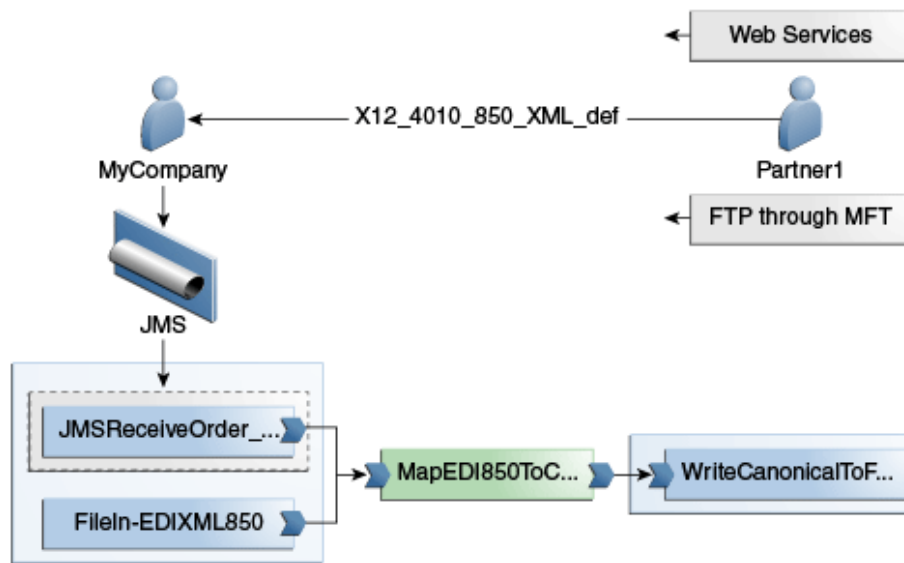 Web Services
X12_4010_850_XML_def
MyCompany
Partner1
FTP through MFT
JMS
JMSReceiveOrder_...
MapEDI850ToC...
WriteCanonicalToF...
FileIn-EDIXML850